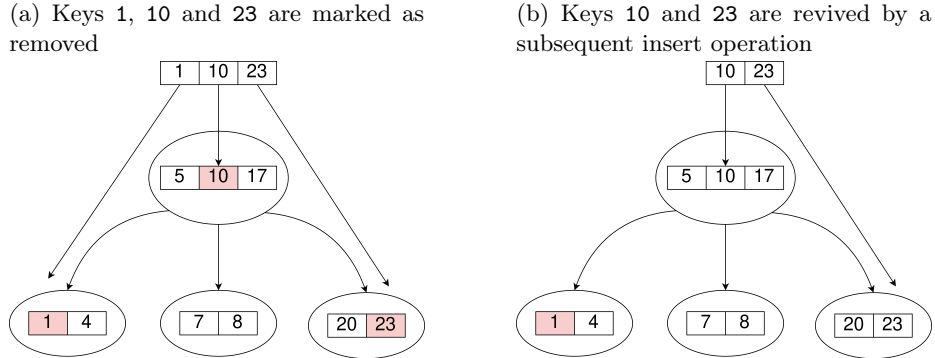 (a) Keys 1, 10 and 23 are marked as
removed
1 10 23
5 10 17
1 4
7 8
20 23
(b) Keys 10 and 23 are revived by a
subsequent insert operation
10 23
5 10 17
1 4
7 8
20 23